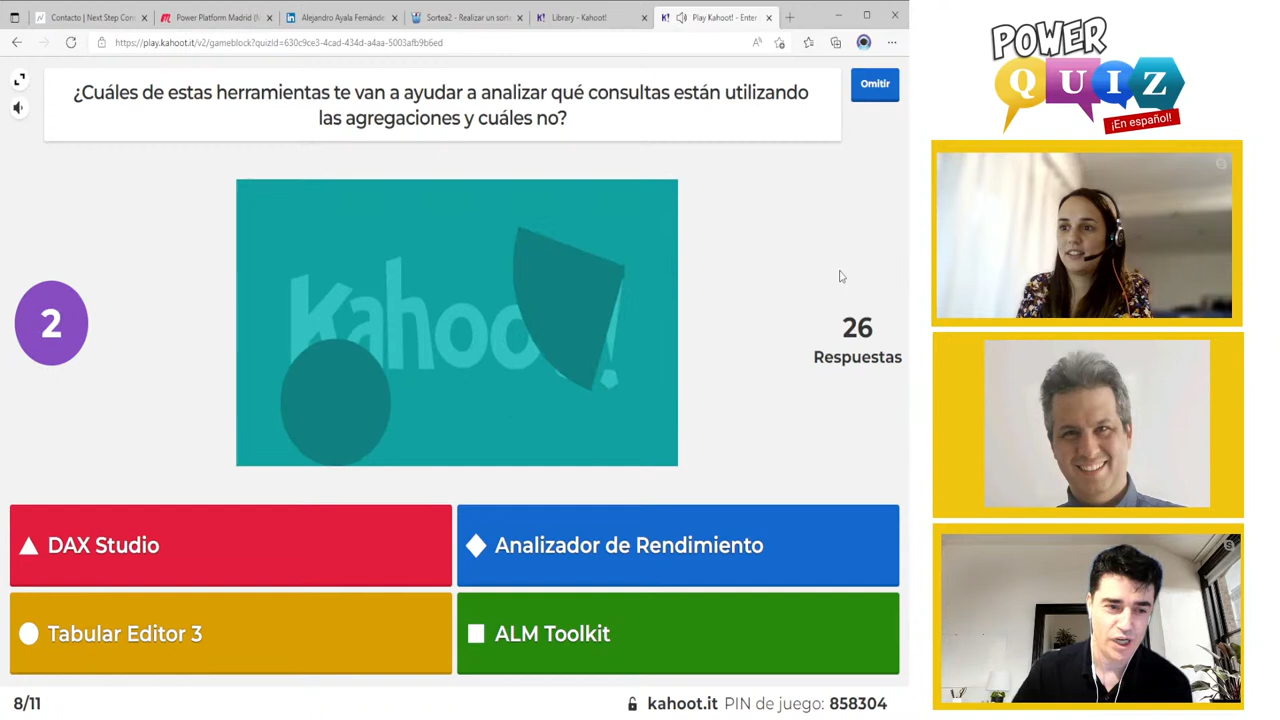 Contacto | Next Step Con
Power Platform Madrid (M
Alejandro Ayala Fernánde
Sortea2 - Realizar un sorte
Library - Kahoot!
Play Kahoot! - Enter
https://play.kahoot.it/v2/gameblock?quizId=630c9ce3-4cad-434d-a4aa-5003afb9b6ed
¿Cuáles de estas herramientas te van a ayudar a analizar qué consultas están utilizando
las agregaciones y cuáles no?
Omitir
Kahoot!
2
26
Respuestas
DAX Studio
Analizador de Rendimiento
Tabular Editor 3
ALM Toolkit
8/11
kahoot.it PIN de juego: 858304
POWER
QUIZ
¡En español!